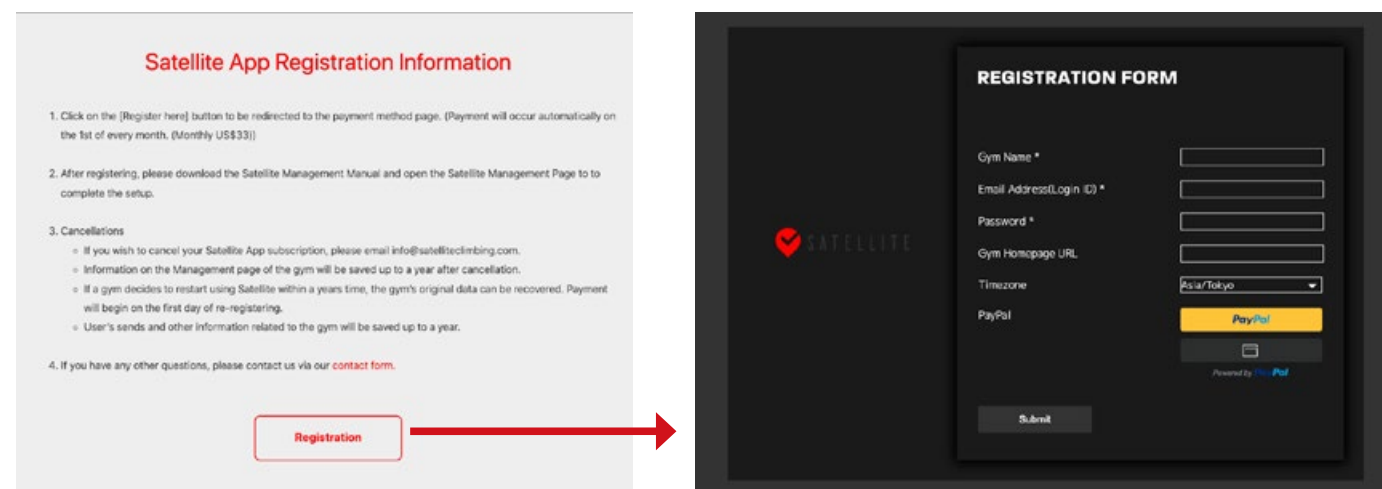 Satellite App Registration Information
1. Click on the [Register here] button to be redirected to the payment method page. (Payment will occur automatically on
the 1st of every month. (Monthly US$33))
2. After registering, please download the Satellite Management Manual and open the Satellite Management Page to to
complete the setup.
3. Cancellations
If you wish to cancel your Satellite App subscription, please email info@satelliteclimbing.com.
Information on the Management page of the gym will be saved up to a year after cancellation.
If a gym decides to restart using Satellite within a years time, the gym's original data can be recovered. Payment
will begin on the first day of re-registering.
User's sends and other information related to the gym will be saved up to a year.
4. If you have any other questions, please contact us via our contact form.
Registration
SATELLITE
REGISTRATION FORM
Gym Name *
Email Address(Login ID) *
Password *
Gym Homepage URL
Timezone
Asia/Tokyo
PayPal
PayPal
Powered by PayPal
Submit